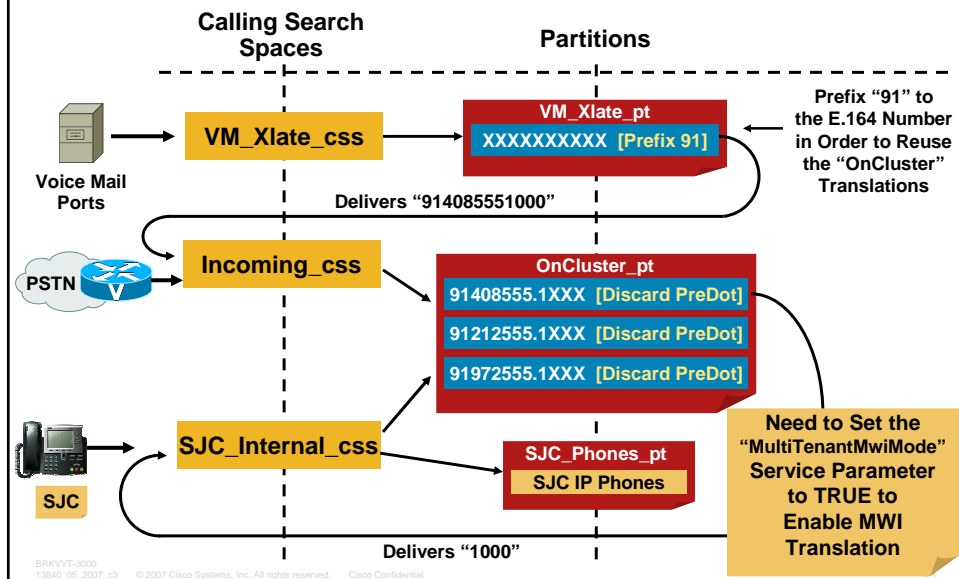 Calling Search
Spaces
Partitions
Voice Mail
Ports
VM_Xlate_css
VM_Xlate_pt
XXXXXXXXXX [Prefix 91]
Prefix “91” to
the E.164 Number
in Order to Reuse
the “OnCluster”
Translations
Delivers “914085551000”
PSTN
V
Incoming_css
OnCluster_pt
91408555.1XXX [Discard PreDot]
91212555.1XXX [Discard PreDot]
91972555.1XXX [Discard PreDot]
SJC
SJC_Internal_css
SJC_Phones_pt
SJC IP Phones
Need to Set the
“MultiTenantMwiMode”
Service Parameter
to TRUE to
Enable MWI
Translation
Delivers “1000”
BRKVVT-3000
13840_05_2007_c3 © 2007 Cisco Systems, Inc. All rights reserved. Cisco Confidential